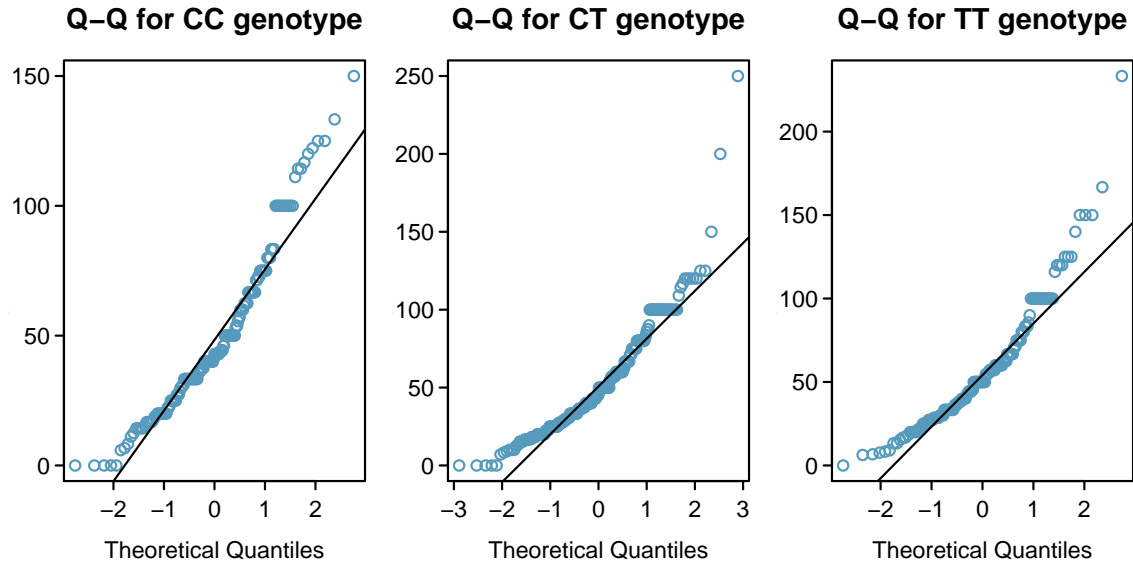 Q−Q for CC genotype
150
100
50
0
−2 −1 0 1 2
Theoretical Quantiles
Q−Q for CT genotype
250
200
150
100
50
0
−3 −2 −1 0 1 2 3
Theoretical Quantiles
Q−Q for TT genotype
200
150
100
50
0
−2 −1 0 1 2
Theoretical Quantiles